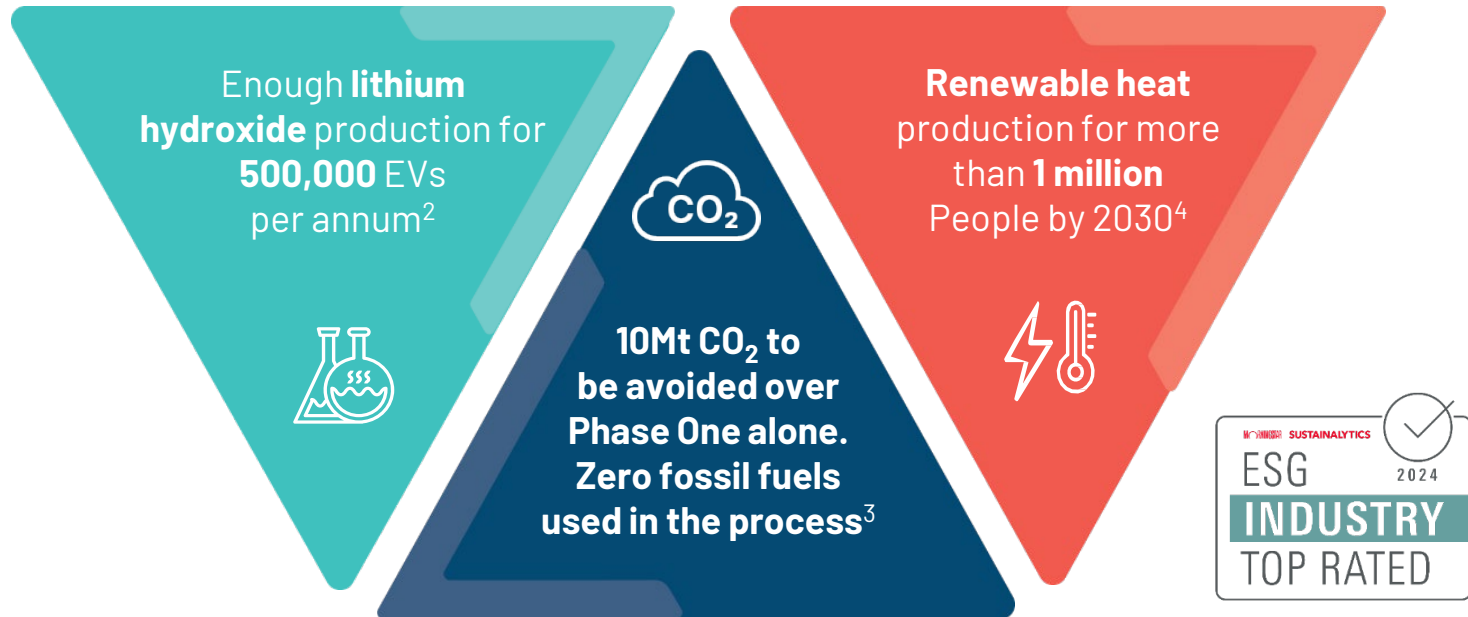 Enough lithium
hydroxide production for
500,000 EVs
per annum²
CO₂
10Mt CO₂ to
be avoided over
Phase One alone.
Zero fossil fuels
used in the process³
Renewable heat
production for more
than 1 million
People by 2030⁴
MORNINGSTAR SUSTAINALYTICS
2024
ESG
INDUSTRY
TOP RATED